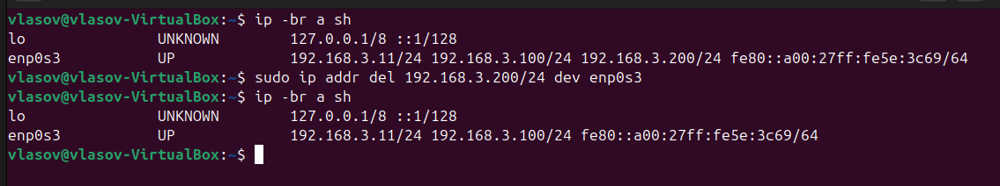 vlasov@vlasov-VirtualBox:~$ ip -br a sh
lo               UNKNOWN        127.0.0.1/8 ::1/128
enp0s3           UP             192.168.3.11/24 192.168.3.100/24 192.168.3.200/24 fe80::a00:27ff:fe5e:3c69/64
vlasov@vlasov-VirtualBox:~$ sudo ip addr del 192.168.3.200/24 dev enp0s3
vlasov@vlasov-VirtualBox:~$ ip -br a sh
lo               UNKNOWN        127.0.0.1/8 ::1/128
enp0s3           UP             192.168.3.11/24 192.168.3.100/24 fe80::a00:27ff:fe5e:3c69/64
vlasov@vlasov-VirtualBox:~$